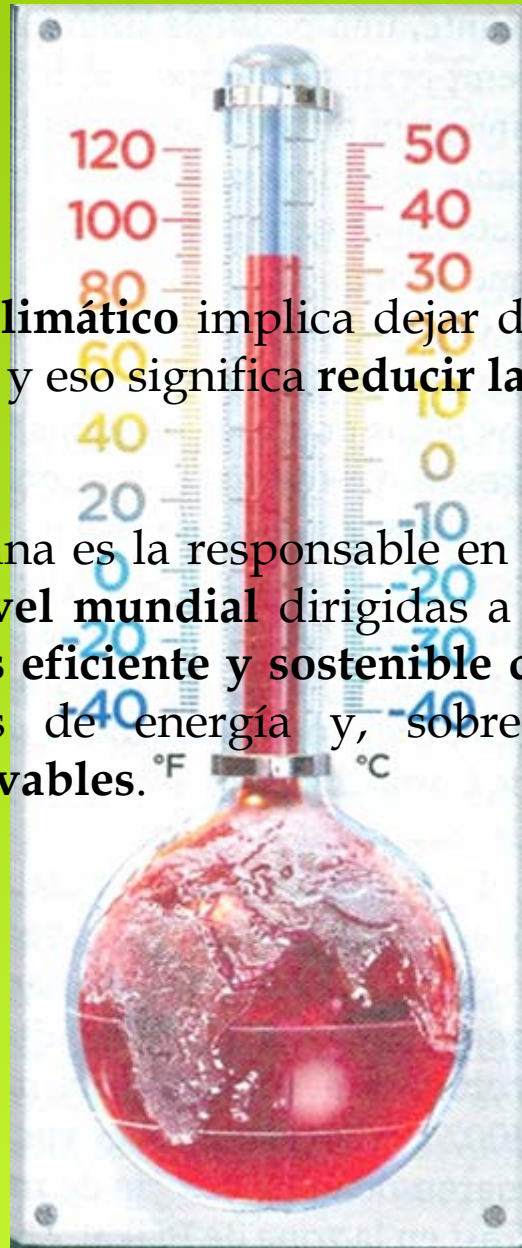 120 50
100 40
80 30
limático implica dejar d
60 20
y eso significa reducir la
10
40 0
20 -10
na es la responsable en
0 -20
vel mundial dirigidas a
-20 -30
s eficiente y sostenible
-40 -40
s de energía y, sobre
°F °C
vables.